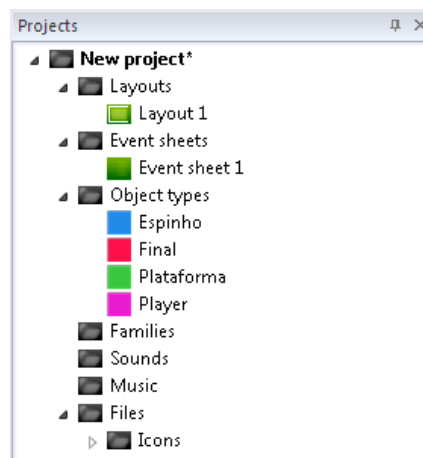 Projects
New project*
Layouts
Layout 1
Event sheets
Event sheet 1
Object types
Espinho
Final
Plataforma
Player
Families
Sounds
Music
Files
Icons